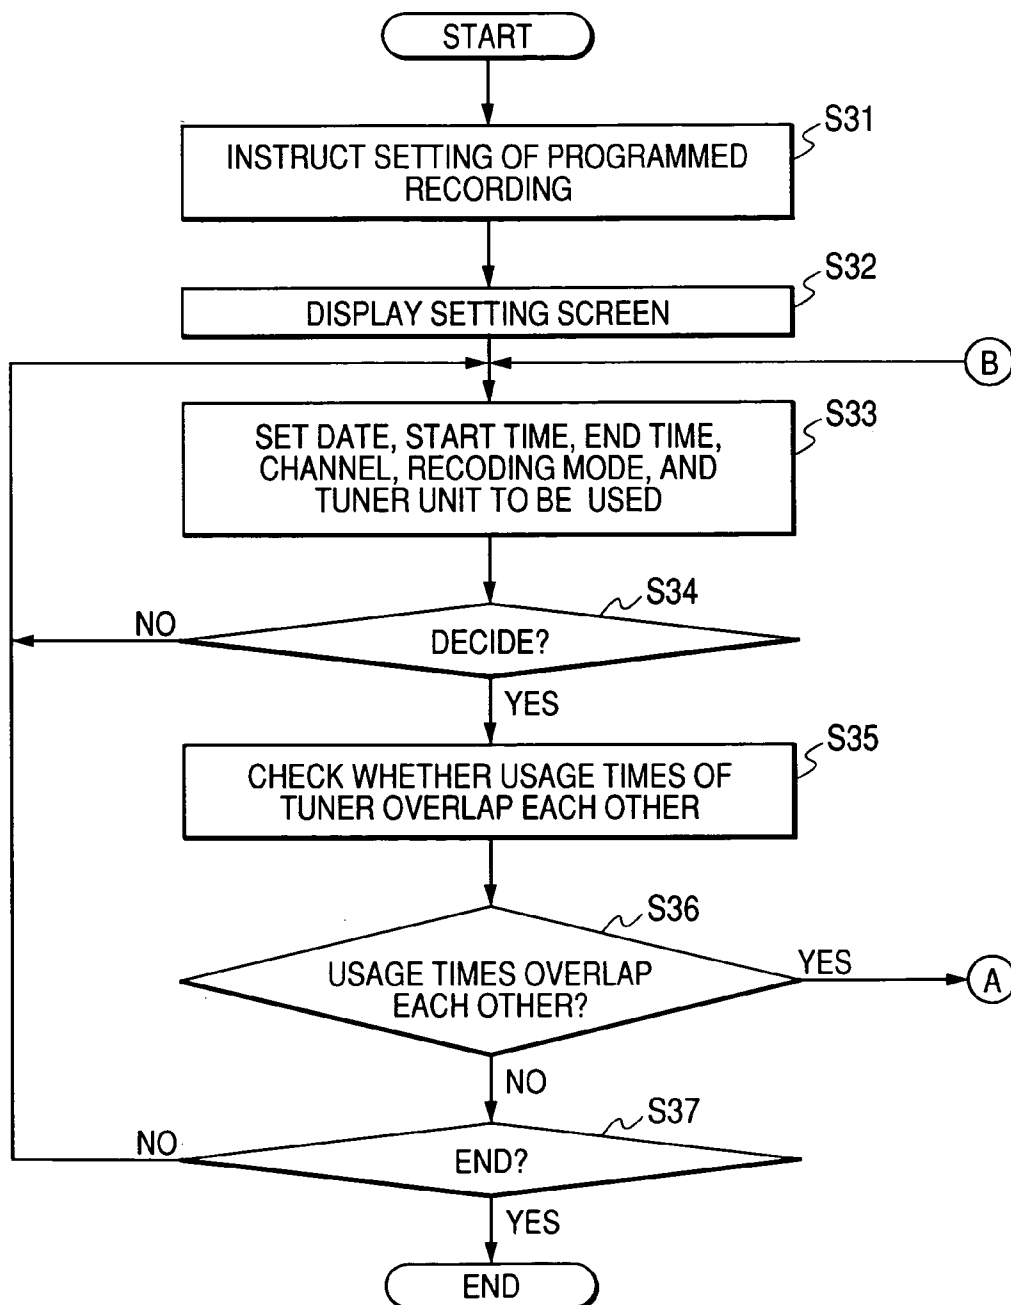 START
S31
INSTRUCT SETTING OF PROGRAMMED
RECORDING
S32
DISPLAY SETTING SCREEN
B
S33
SET DATE, START TIME, END TIME,
CHANNEL, RECODING MODE, AND
TUNER UNIT TO BE USED
S34
NO
DECIDE?
YES
S35
CHECK WHETHER USAGE TIMES OF
TUNER OVERLAP EACH OTHER
S36
USAGE TIMES OVERLAP
EACH OTHER?
YES
A
NO
S37
NO
END?
YES
END